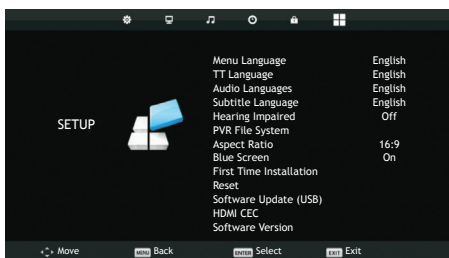 SETUP
Menu Language English
TT Language English
Audio Languages English
Subtitle Language English
Hearing Impaired Off
PVR File System
Aspect Ratio 16:9
Blue Screen On
First Time Installation
Reset
Software Update (USB)
HDMI CEC
Software Version
Move MENU Back ENTER Select EXIT Exit